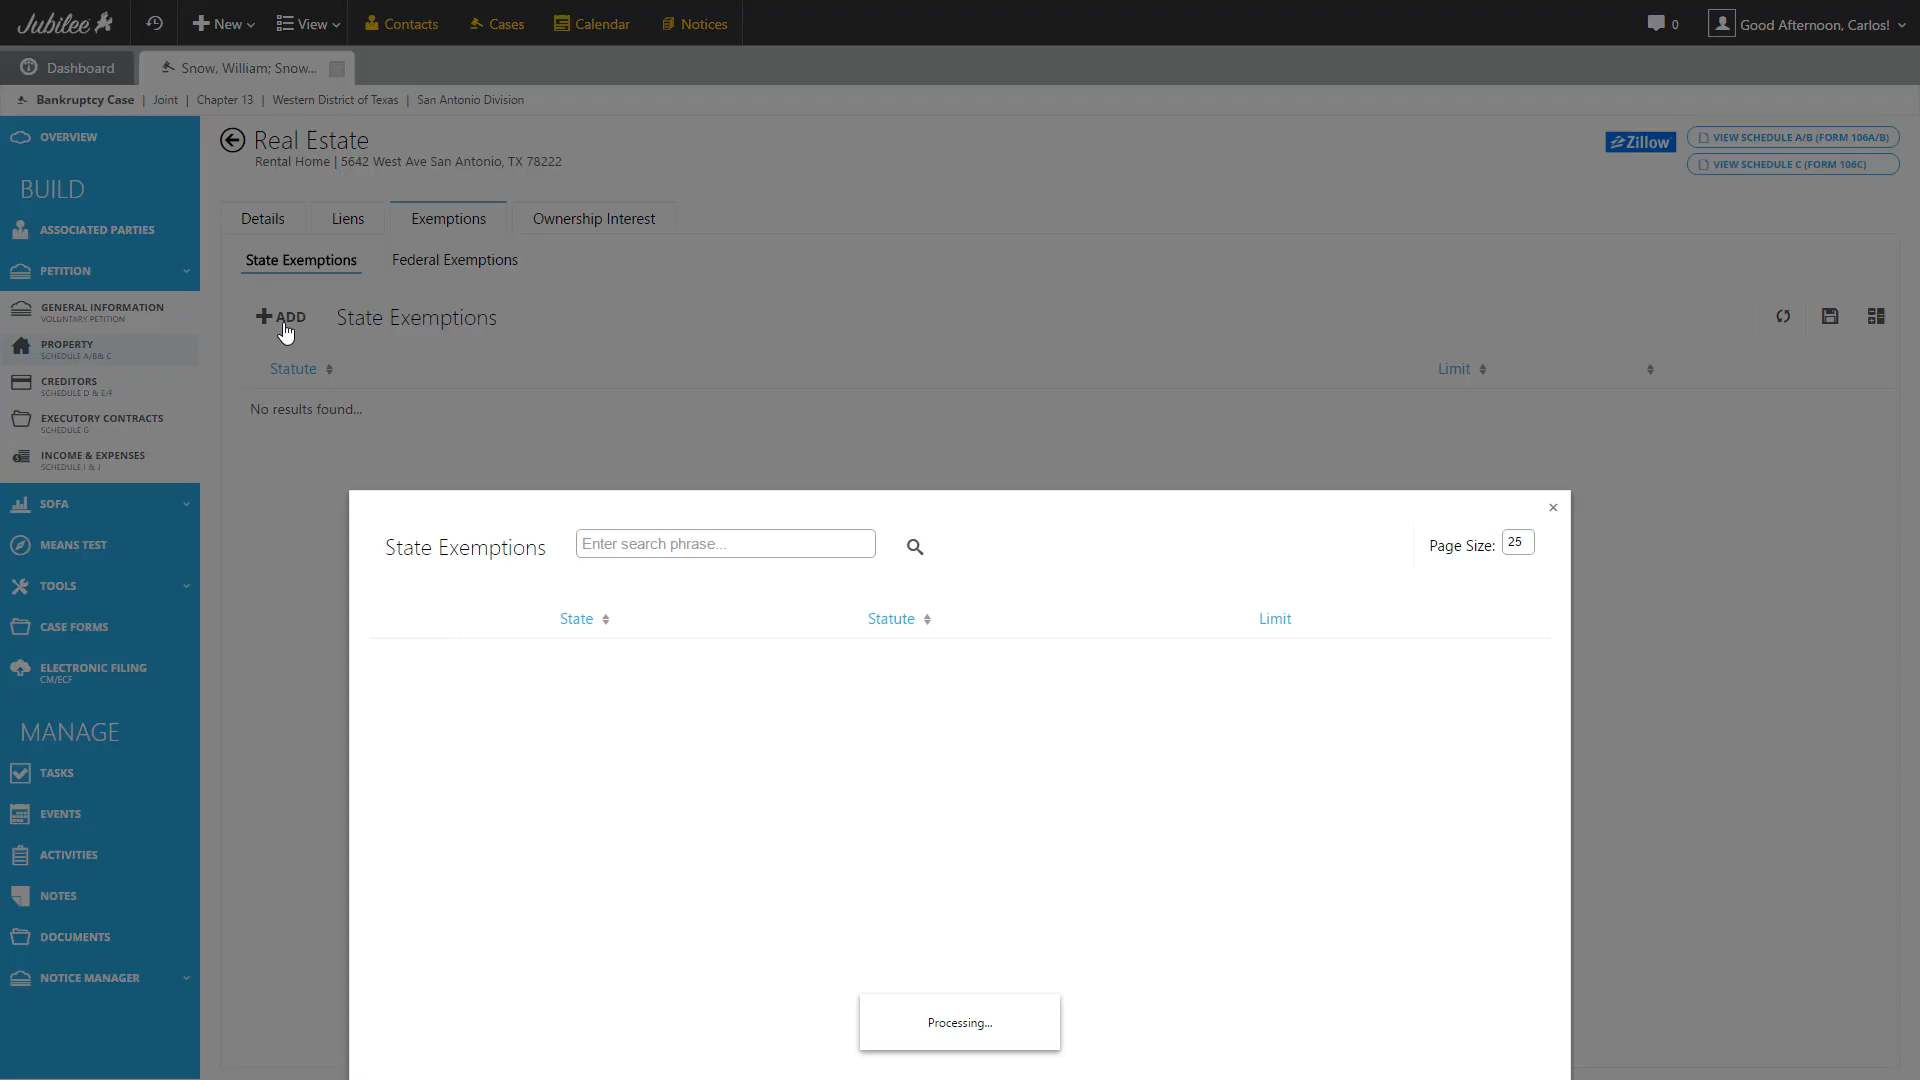 Jubilee
New
View
Contacts
Cases
Calendar
Notices
0
Good Afternoon, Carlos!
Dashboard
Snow, William; Snow...
Bankruptcy Case | Joint | Chapter 13 | Western District of Texas | San Antonio Division
OVERVIEW
BUILD
ASSOCIATED PARTIES
PETITION
GENERAL INFORMATION
VOLUNTARY PETITION
PROPERTY
SCHEDULE A/B& C
CREDITORS
SCHEDULE D & E/F
EXECUTORY CONTRACTS
SCHEDULE G
INCOME & EXPENSES
SCHEDULE I & J
SOFA
MEANS TEST
TOOLS
CASE FORMS
ELECTRONIC FILING
CM/ECF
MANAGE
TASKS
EVENTS
ACTIVITIES
NOTES
DOCUMENTS
NOTICE MANAGER
Real Estate
Rental Home | 5642 West Ave San Antonio, TX 78222
Zillow
VIEW SCHEDULE A/B (FORM 106A/B)
VIEW SCHEDULE C (FORM 106C)
Details
Liens
Exemptions
Ownership Interest
State Exemptions
Federal Exemptions
ADD
State Exemptions
Statute
Limit
No results found...
State Exemptions
Enter search phrase...
Page Size: 25
State
Statute
Limit
Processing...